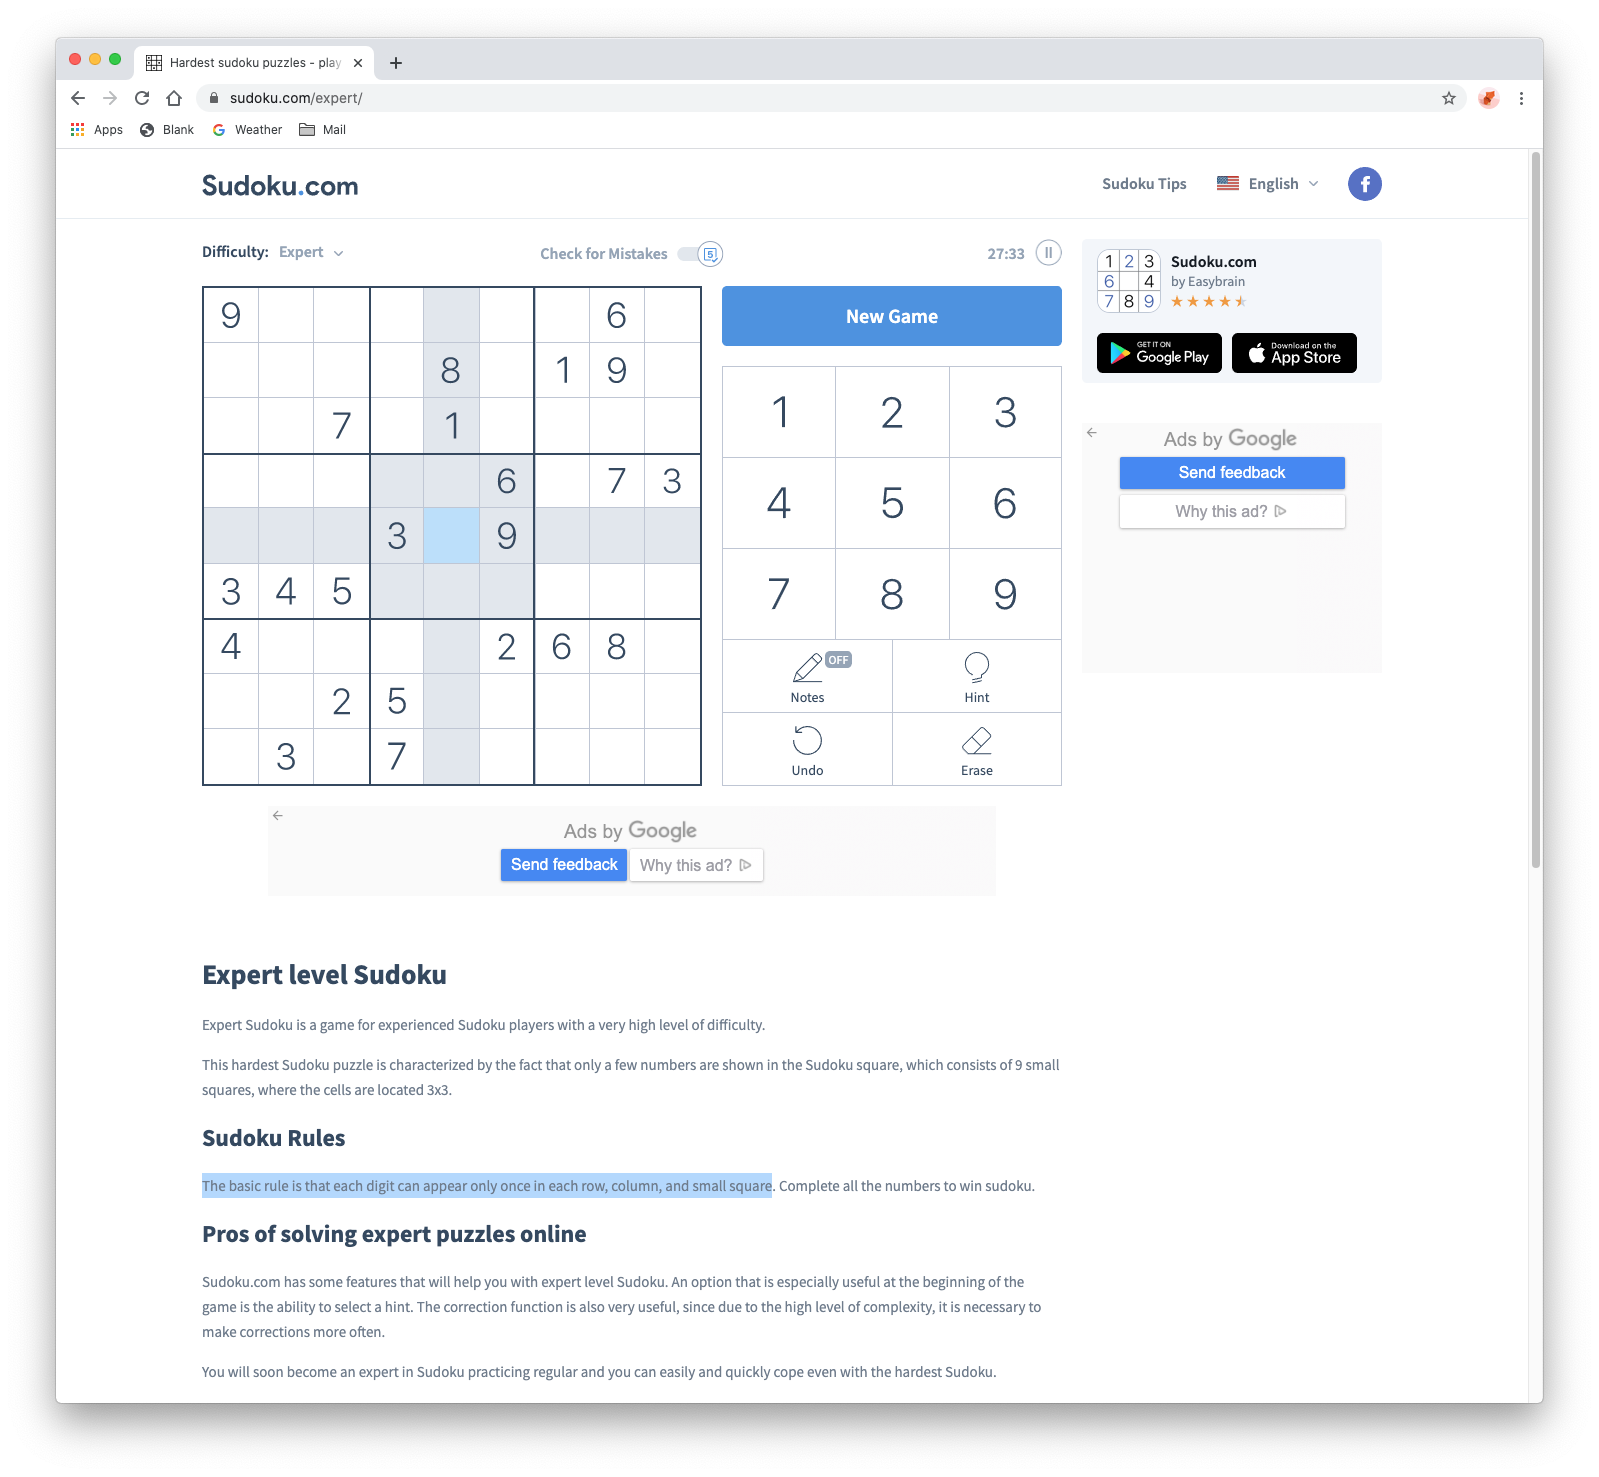 Hardest sudoku puzzles - play
sudoku.com/expert/
Apps Blank Weather Mail
Sudoku.com
Sudoku Tips English
Difficulty: Expert
Check for Mistakes 5
27:33
9 6
8 1 9
7 1
6 7 3
3 9
3 4 5
4 2 6 8
2 5
3 7
New Game
1 2 3
4 5 6
7 8 9
OFF
Notes
Hint
Undo
Erase
1 2 3
6 4
7 8 9
Sudoku.com
by Easybrain
GET IT ON
Google Play
Download on the
App Store
Ads by Google
Send feedback
Why this ad?
Ads by Google
Send feedback
Why this ad?
Expert level Sudoku
Expert Sudoku is a game for experienced Sudoku players with a very high level of difficulty.
This hardest Sudoku puzzle is characterized by the fact that only a few numbers are shown in the Sudoku square, which consists of 9 small
squares, where the cells are located 3x3.
Sudoku Rules
The basic rule is that each digit can appear only once in each row, column, and small square. Complete all the numbers to win sudoku.
Pros of solving expert puzzles online
Sudoku.com has some features that will help you with expert level Sudoku. An option that is especially useful at the beginning of the
game is the ability to select a hint. The correction function is also very useful, since due to the high level of complexity, it is necessary to
make corrections more often.
You will soon become an expert in Sudoku practicing regular and you can easily and quickly cope even with the hardest Sudoku.